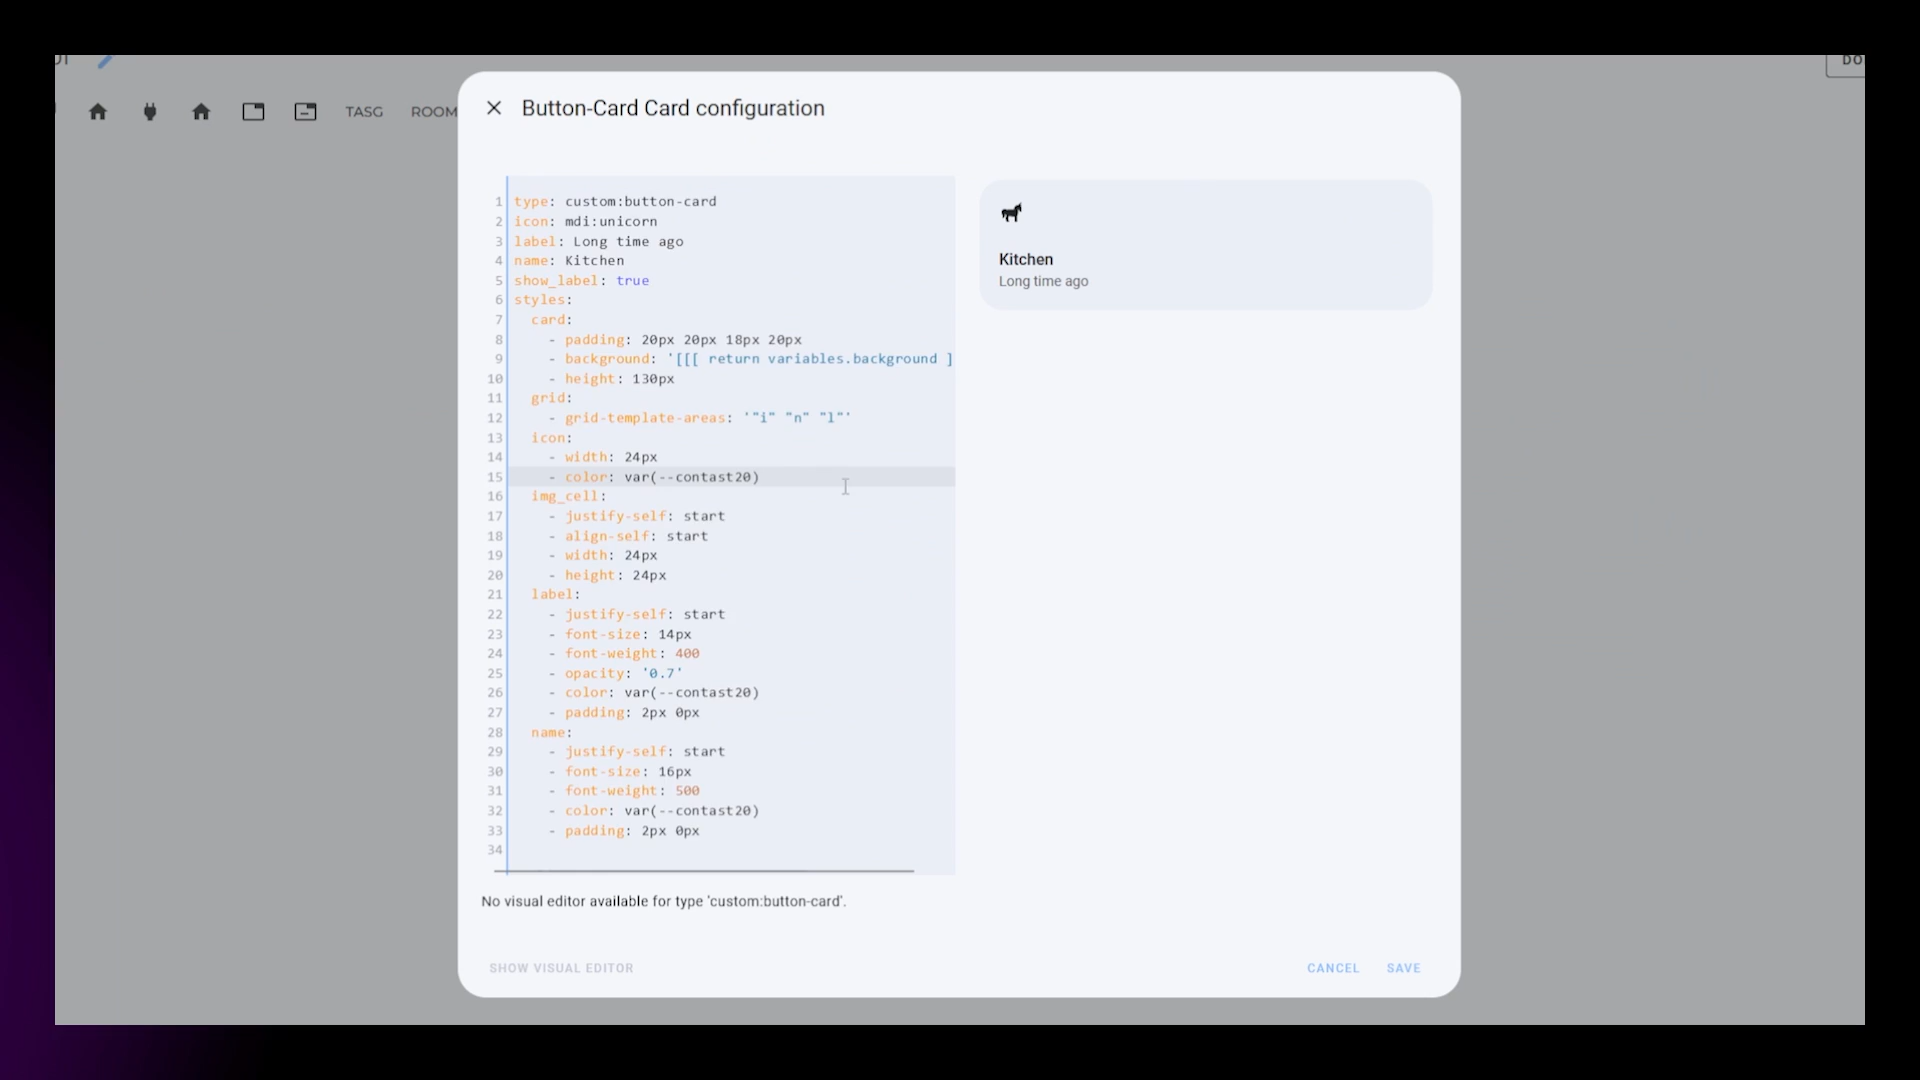 TASG
ROOM
Button-Card Card configuration
1 type: custom:button-card
2 icon: mdi:unicorn
3 label: Long time ago
4 name: Kitchen
5 show_label: true
6 styles:
7 card:
8 - padding: 20px 20px 18px 20px
9 - background: '[[[ return variables.background ]
10 - height: 130px
11 grid:
12 - grid-template-areas: '"i" "n" "l"'
13 icon:
14 - width: 24px
15 - color: var(--contast20)
16 img_cell:
17 - justify-self: start
18 - align-self: start
19 - width: 24px
20 - height: 24px
21 label:
22 - justify-self: start
23 - font-size: 14px
24 - font-weight: 400
25 - opacity: '0.7'
26 - color: var(--contast20)
27 - padding: 2px 0px
28 name:
29 - justify-self: start
30 - font-size: 16px
31 - font-weight: 500
32 - color: var(--contast20)
33 - padding: 2px 0px
34
Kitchen
Long time ago
No visual editor available for type 'custom:button-card'.
SHOW VISUAL EDITOR
CANCEL
SAVE